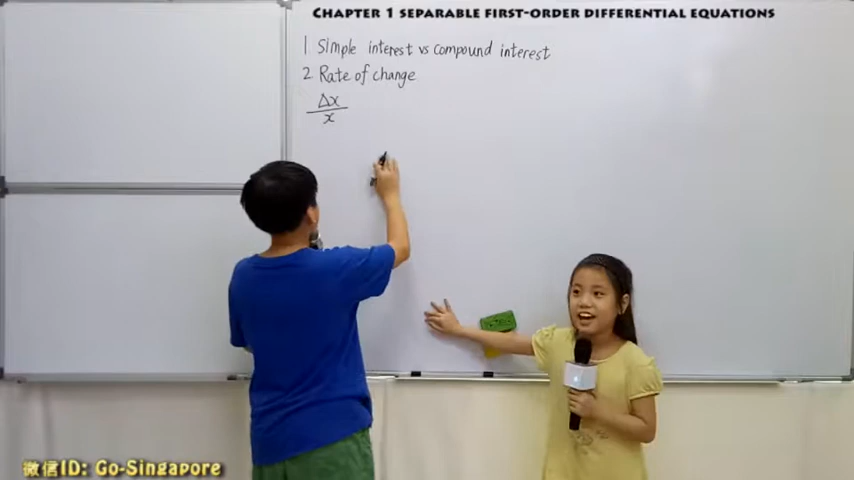 CHAPTER 1 SEPARABLE FIRST-ORDER DIFFERENTIAL EQUATIONS
1 Simple interest vs compound interest
2 Rate of change
Δx
x
微信ID: Go-Singapore